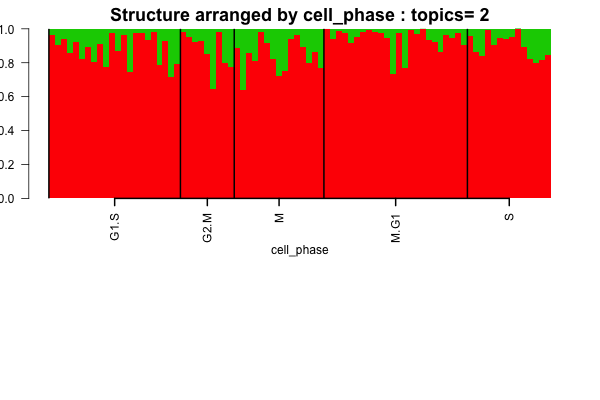 Structure arranged by cell_phase : topics= 2
1.0
0.8
0.6
0.4
0.2
0.0
G1.S
G2.M
M
M.G1
S
cell_phase